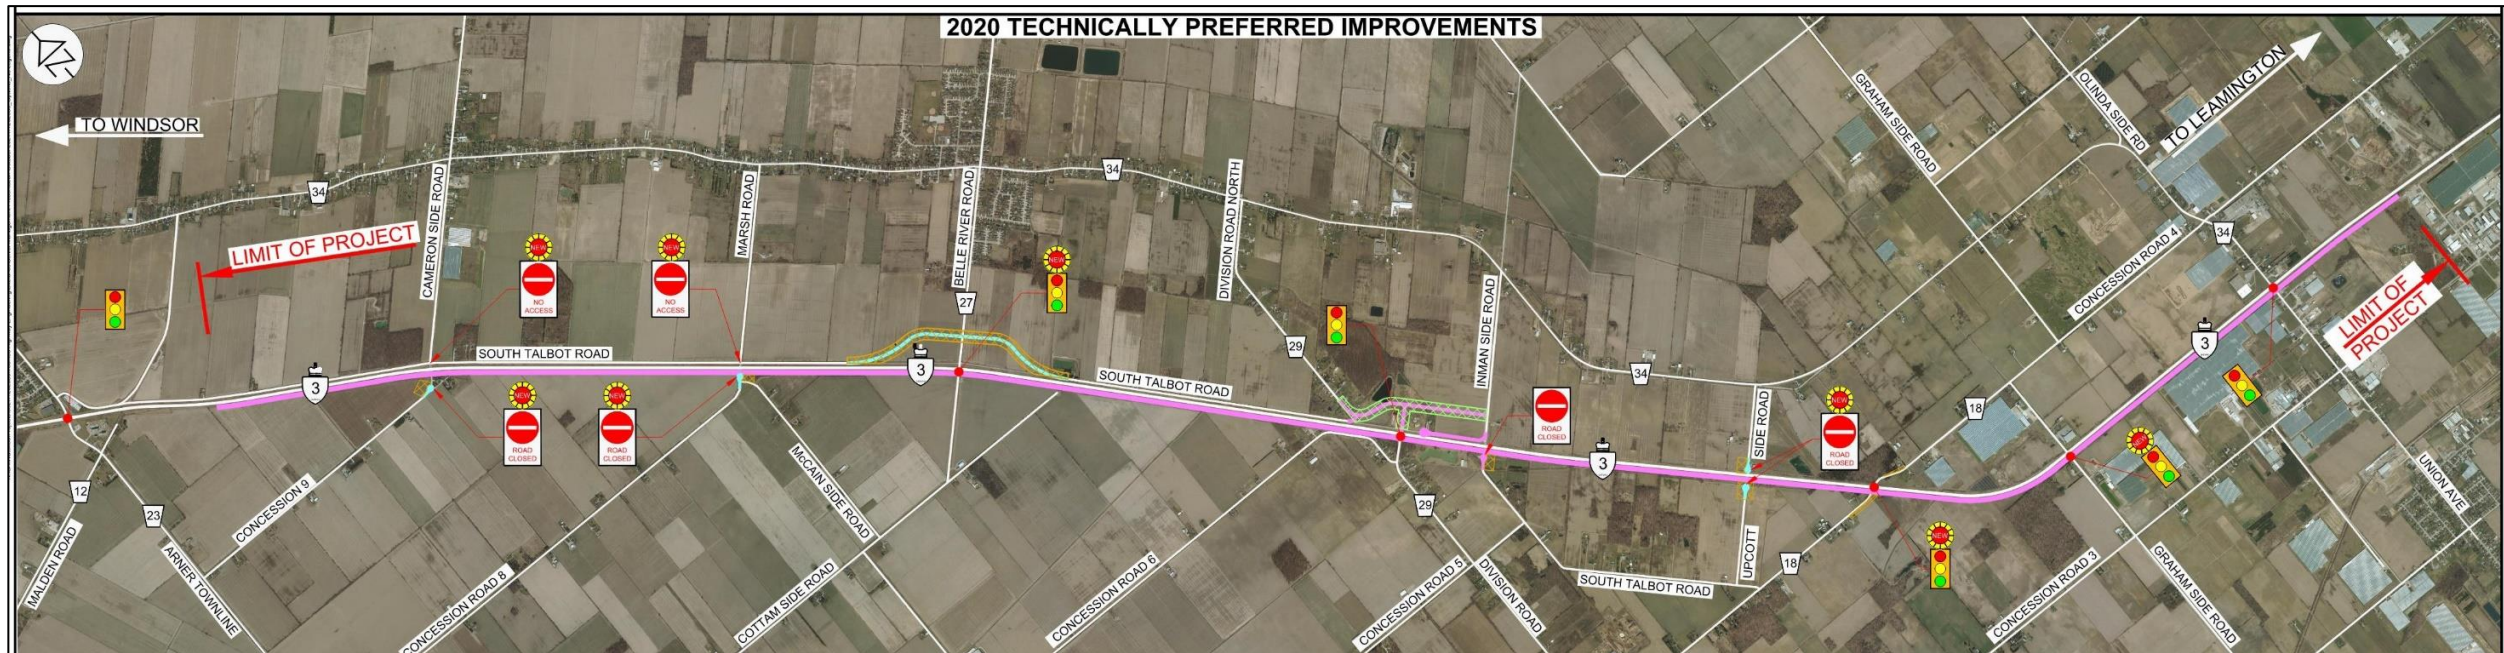 2020 TECHNICALLY PREFERRED IMPROVEMENTS
TO WINDSOR
34
LIMIT OF PROJECT
CAMERON SIDE ROAD
NEW
NO
ACCESS
NEW
NO
ACCESS
MARSH ROAD
BELLE RIVER ROAD
27
NEW
34
DIVISION ROAD NORTH
29
INMAN SIDE ROAD
34
GRAHAM SIDE ROAD
OLINDA SIDE RD
TO LEAMINGTON
CONCESSION ROAD 4
34
LIMIT OF
PROJECT
3
SOUTH TALBOT ROAD
3
SOUTH TALBOT ROAD
NEW
ROAD
CLOSED
NEW
ROAD
CLOSED
ROAD
CLOSED
3
SIDE ROAD
NEW
ROAD
CLOSED
18
3
NEW
UNION AVE
12
MALDEN ROAD
23
ARNER TOWNLINE
CONCESSION 9
CONCESSION ROAD 8
McCAIN SIDE ROAD
COTTAM SIDE ROAD
CONCESSION ROAD 6
29
CONCESSION ROAD 5
DIVISION ROAD
SOUTH TALBOT ROAD
UPCOTT
18
NEW
CONCESSION ROAD 3
GRAHAM SIDE ROAD